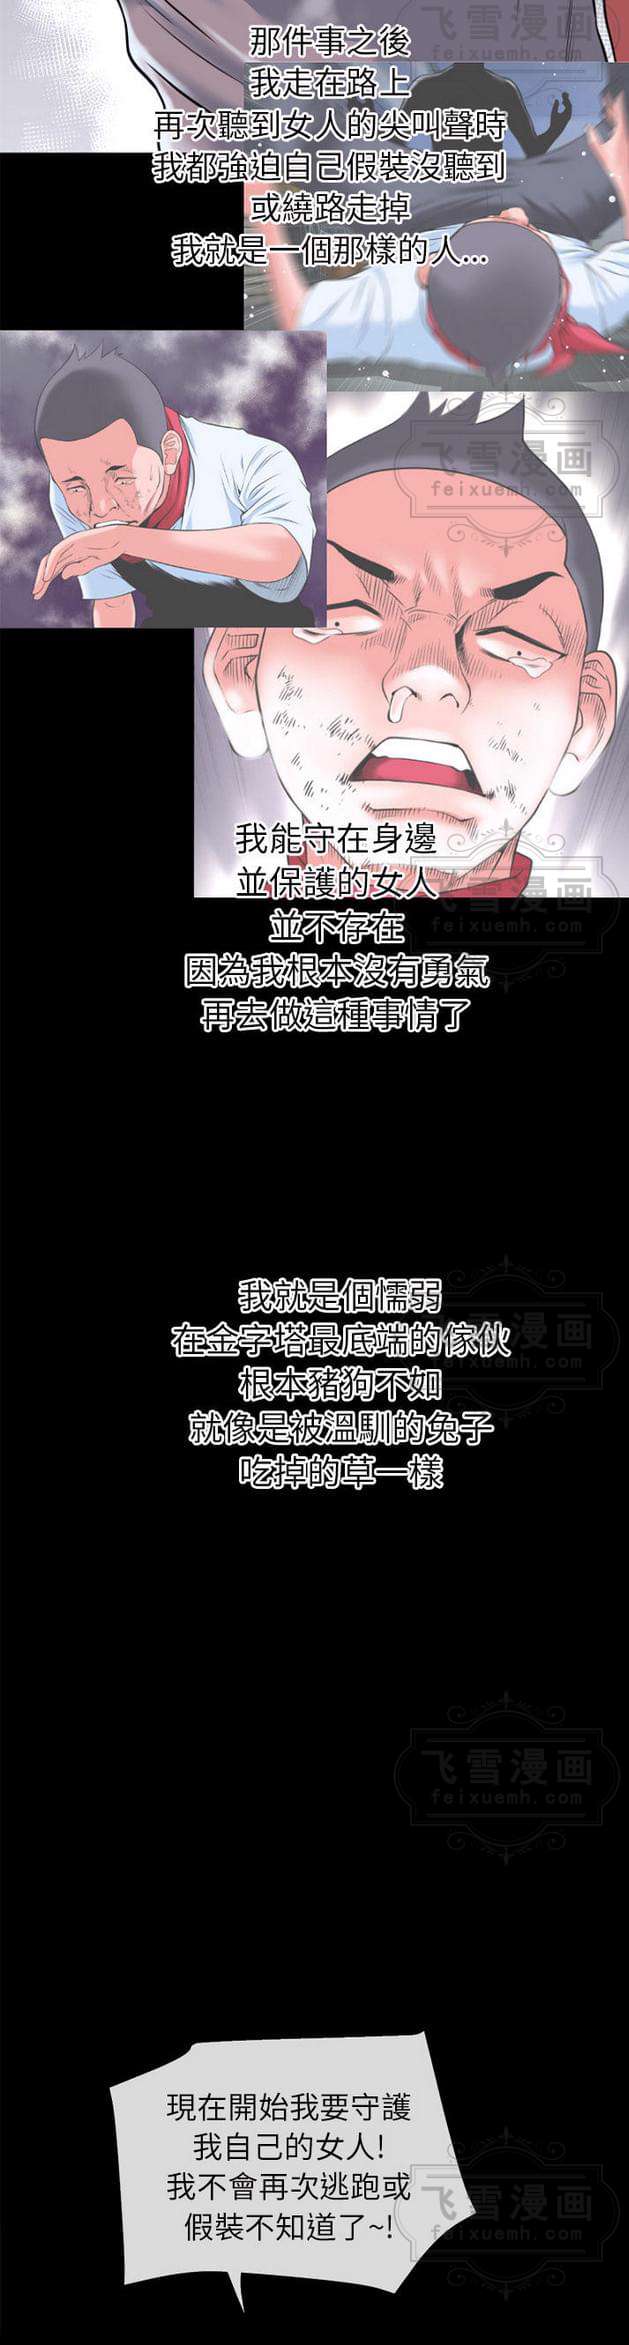 飞雪漫画
feixuemh.com
那件事之後
我走在路上
再次聽到女人的尖叫聲時
我都強迫自己假裝沒聽到
或繞路走掉
我就是一個那樣的人...
飞雪漫画
feixuemh.com
我能守在身邊
並保護的女人
並不存在
因為我根本沒有勇氣
再去做這種事情了
飞雪漫画
feixuemh.com
我就是個懦弱
在金字塔最底端的傢伙
根本豬狗不如
就像是被溫馴的兔子
吃掉的草一樣
飞雪漫画
feixuemh.com
飞雪漫画
feixuemh.com
現在開始我要守護
我自己的女人!
我不會再次逃跑或
假裝不知道了~!
飞雪漫画
feixuemh.com